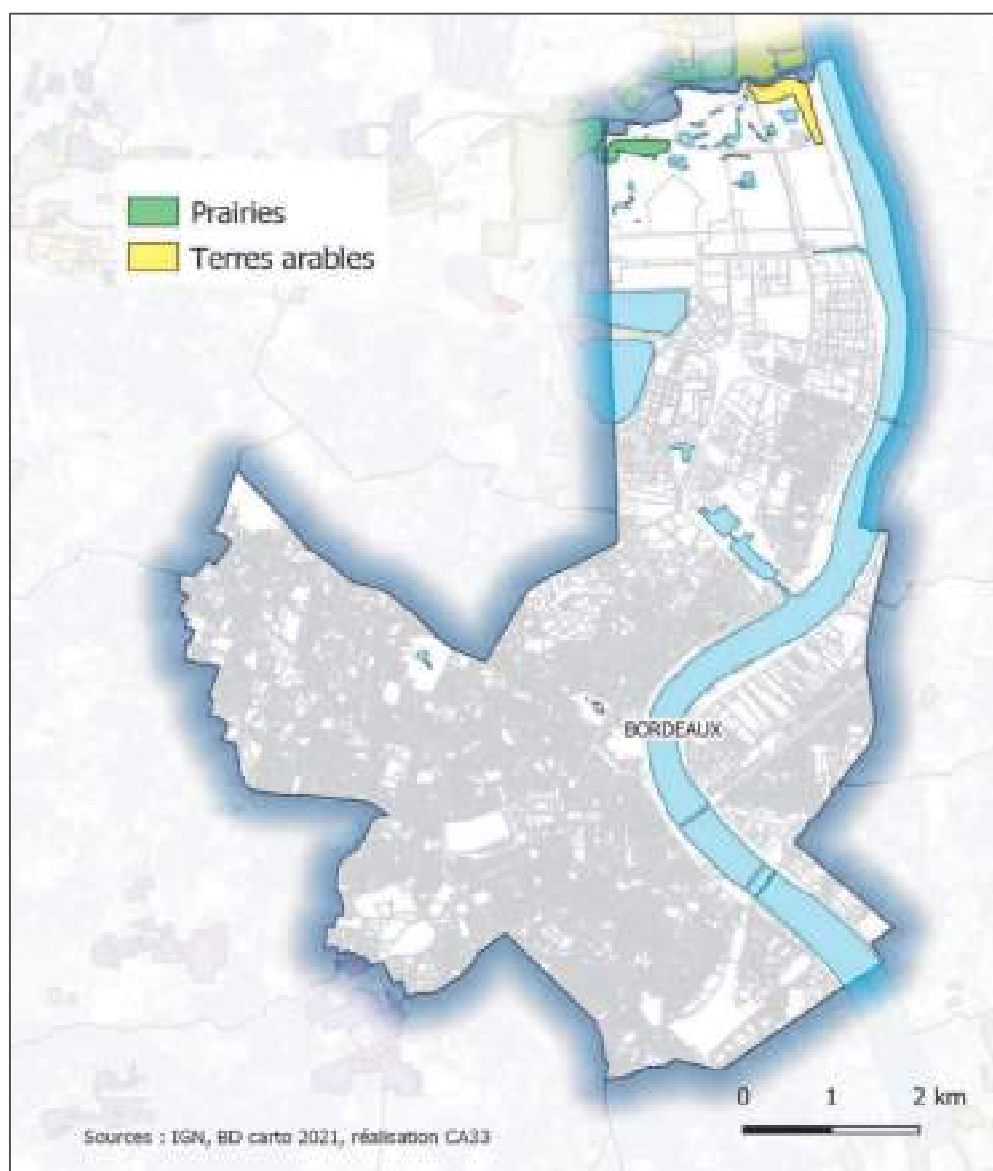 Prairies
Terres arables
BORDEAUX
0 1 2 km
Sources : IGN, BD carto 2021, réalisation CA33